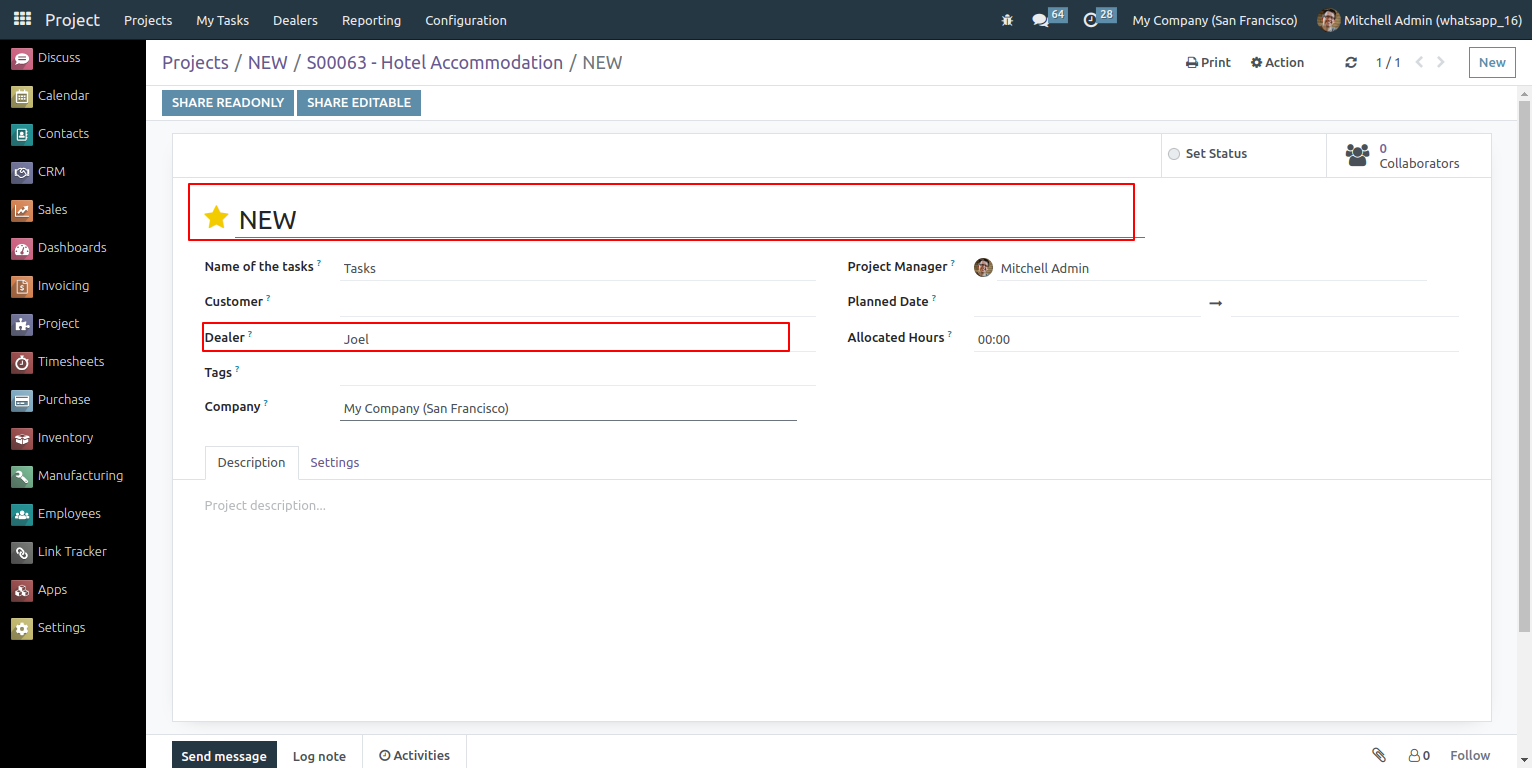 Project Projects My Tasks Dealers Reporting Configuration 64 28 My Company (San Francisco) Mitchell Admin (whatsapp_16)
Discuss
Calendar
Contacts
CRM
Sales
Dashboards
Invoicing
Project
Timesheets
Purchase
Inventory
Manufacturing
Employees
Link Tracker
Apps
Settings
Projects / NEW / S00063 - Hotel Accommodation / NEW Print Action 1 / 1 New
SHARE READONLY SHARE EDITABLE
Set Status 0 Collaborators
NEW
Name of the tasks ? Tasks
Customer ?
Dealer ? Joel
Tags ?
Company ? My Company (San Francisco)
Project Manager ? Mitchell Admin
Planned Date ? →
Allocated Hours ? 00:00
Description Settings
Project description...
Send message Log note Activities 0 Follow